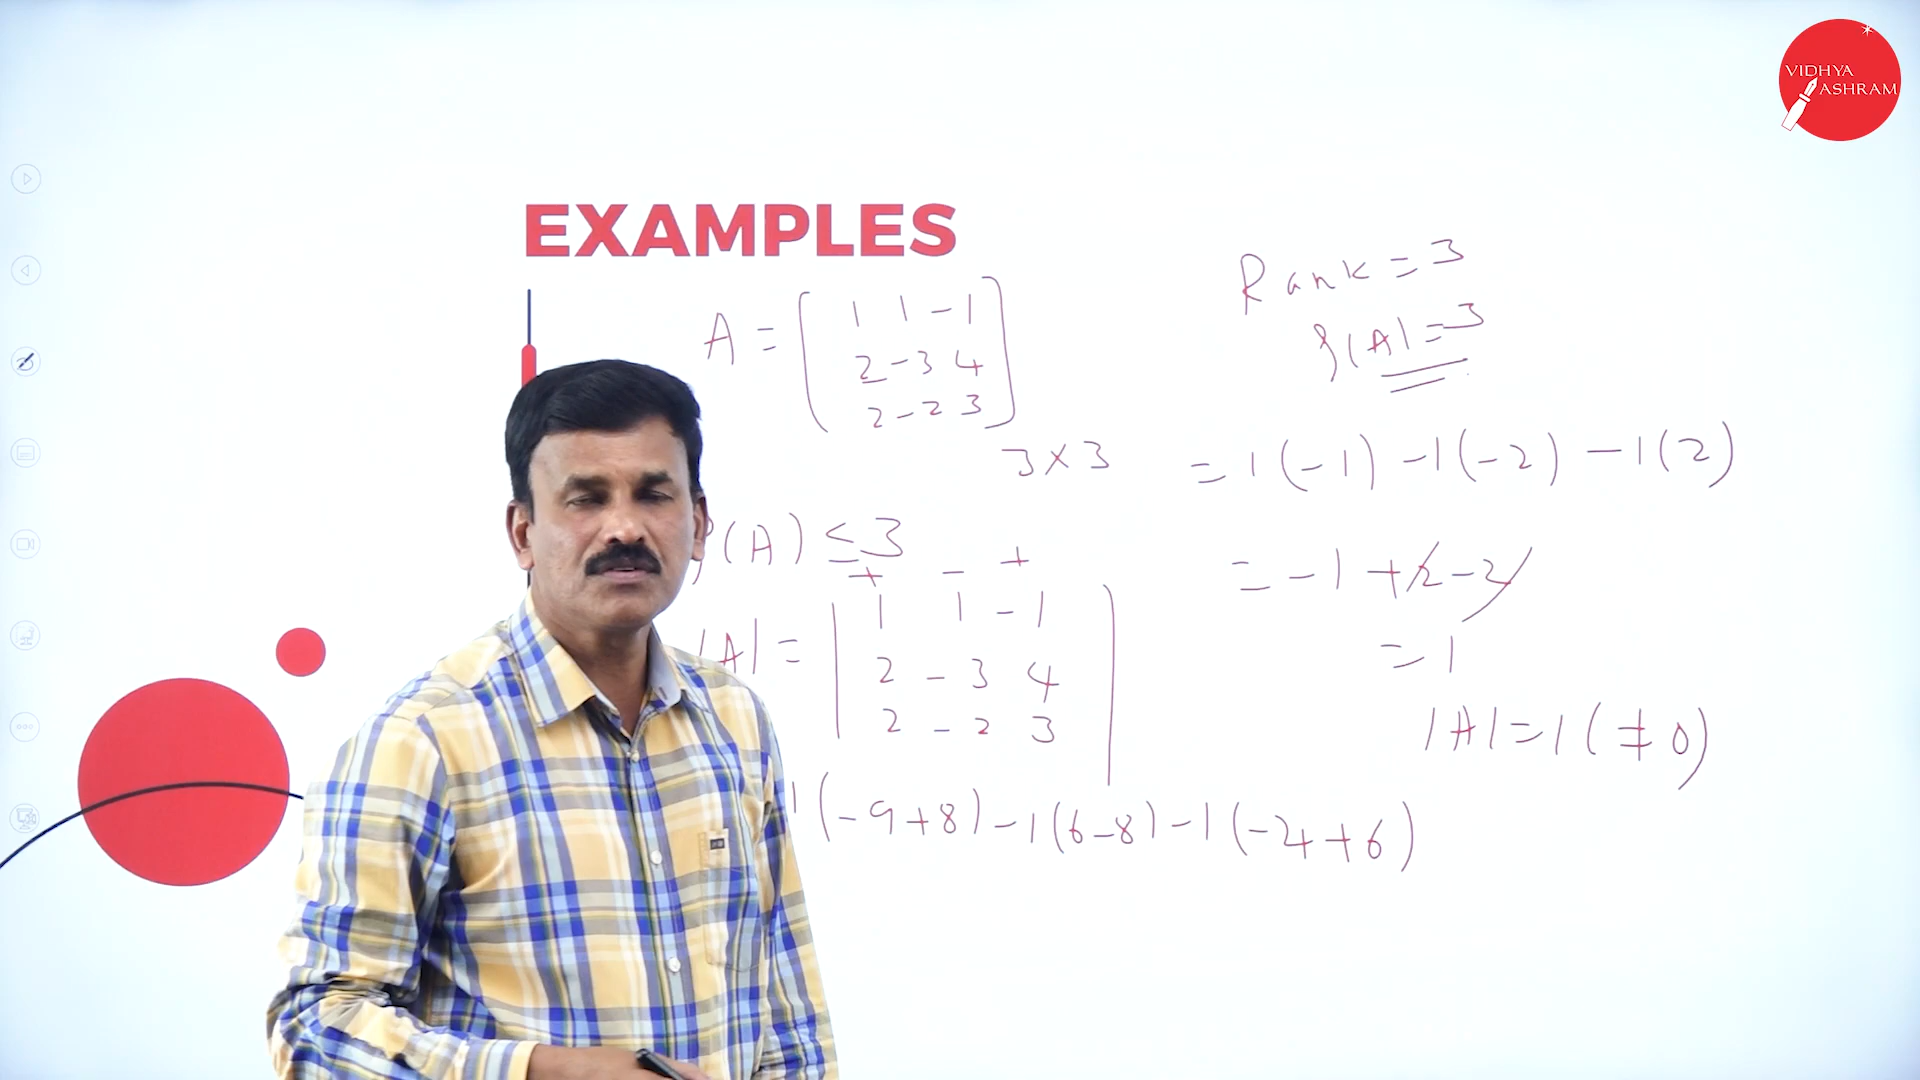 VIDHYA
ASHRAM
EXAMPLES
A = ( 1 1 -1
2 -3 4
2 -2 3 )
3×3
ρ(A) ≤ 3
+ - +
|A| = | 1 1 -1
2 -3 4
2 -2 3 |
1(-9+8) -1(6-8) -1(-4+6)
Rank = 3
ρ(A) = 3
= 1(-1) -1(-2) -1(2)
= -1 +2-2
= 1
|A| = 1 (≠ 0)